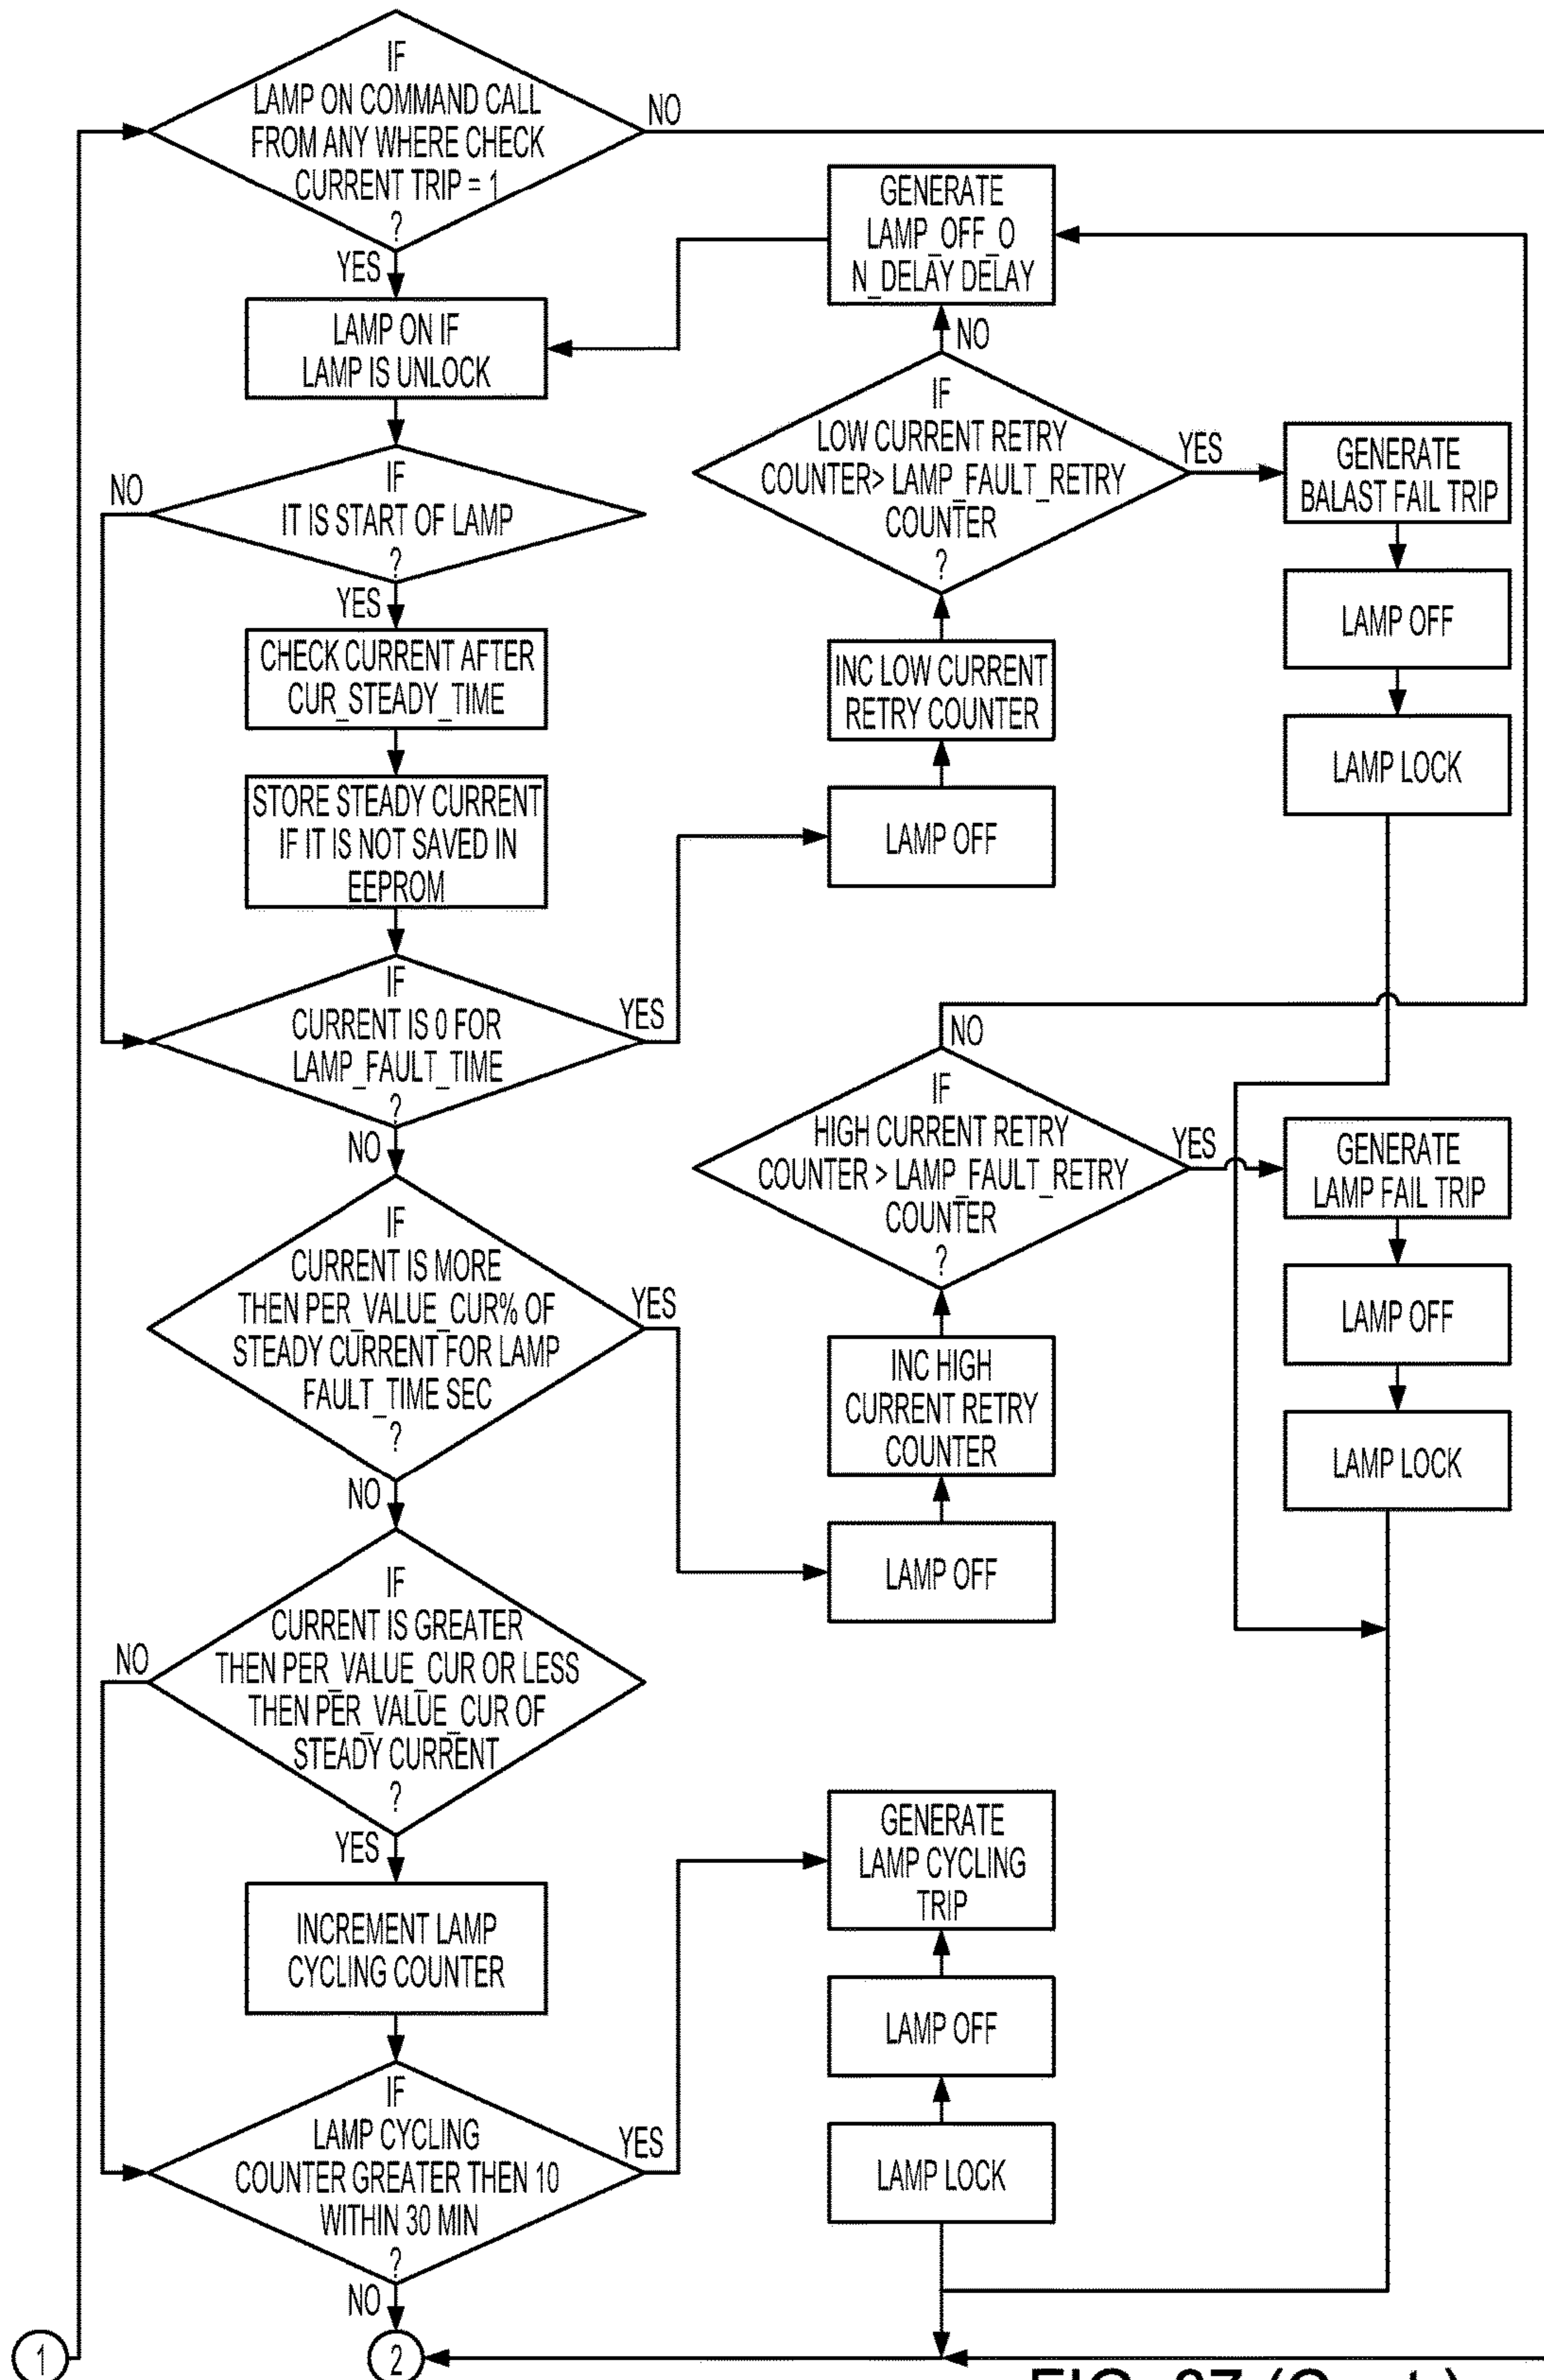 IF
LAMP ON COMMAND CALL
FROM ANY WHERE CHECK
CURRENT TRIP = 1
?
NO
YES
LAMP ON IF
LAMP IS UNLOCK
IF
IT IS START OF LAMP
?
NO
YES
CHECK CURRENT AFTER
CUR_STEADY_TIME
STORE STEADY CURRENT
IF IT IS NOT SAVED IN
EEPROM
IF
CURRENT IS 0 FOR
LAMP_FAULT_TIME
?
YES
NO
IF
CURRENT IS MORE
THEN PER_VALUE_CUR% OF
STEADY CURRENT FOR LAMP
FAULT_TIME SEC
?
YES
NO
IF
CURRENT IS GREATER
THEN PER_VALUE_CUR OR LESS
THEN PER_VALUE_CUR OF
STEADY CURRENT
?
NO
YES
INCREMENT LAMP
CYCLING COUNTER
IF
LAMP CYCLING
COUNTER GREATER THEN 10
WITHIN 30 MIN
?
YES
NO
1
2
GENERATE
LAMP_OFF_O
N_DELAY DELAY
NO
IF
LOW CURRENT RETRY
COUNTER> LAMP_FAULT_RETRY
COUNTER
?
YES
INC LOW CURRENT
RETRY COUNTER
LAMP OFF
GENERATE
BALAST FAIL TRIP
LAMP OFF
LAMP LOCK
NO
IF
HIGH CURRENT RETRY
COUNTER > LAMP_FAULT_RETRY
COUNTER
?
YES
INC HIGH
CURRENT RETRY
COUNTER
LAMP OFF
GENERATE
LAMP FAIL TRIP
LAMP OFF
LAMP LOCK
GENERATE
LAMP CYCLING
TRIP
LAMP OFF
LAMP LOCK